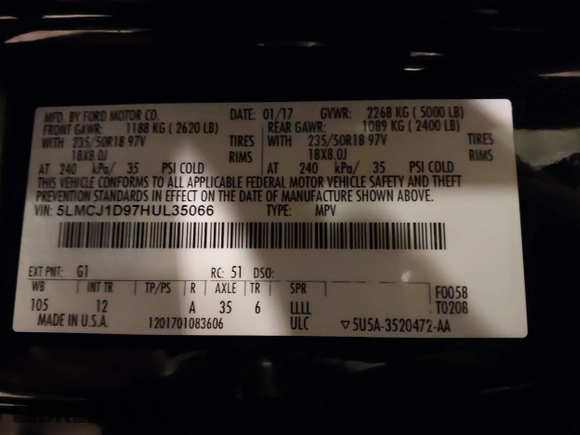 MFD. BY FORD MOTOR CO. DATE: 01/17 GVWR: 2268 KG ( 5000 LB)
FRONT GAWR: 1188 KG ( 2620 LB) REAR GAWR: 1089 KG ( 2400 LB)
WITH 235/50R18 97V TIRES WITH 235/50R18 97V TIRES
18X8.0J RIMS 18X8.0J RIMS
AT 240 kPa/ 35 PSI COLD AT 240 kPa/ 35 PSI COLD
THIS VEHICLE CONFORMS TO ALL APPLICABLE FEDERAL MOTOR VEHICLE SAFETY AND THEFT
PREVENTION STANDARDS IN EFFECT ON THE DATE OF MANUFACTURE SHOWN ABOVE.
VIN: 5LMCJ1D97HUL35066 TYPE: MPV
EXT PNT: G1 RC: 51 DSO:
WB INT TR TP/PS R AXLE TR SPR F0058
105 12 A 35 6 LLLL T0208
MADE IN U.S.A. 1201701083606 ULC ▽5U5A-3520472-AA